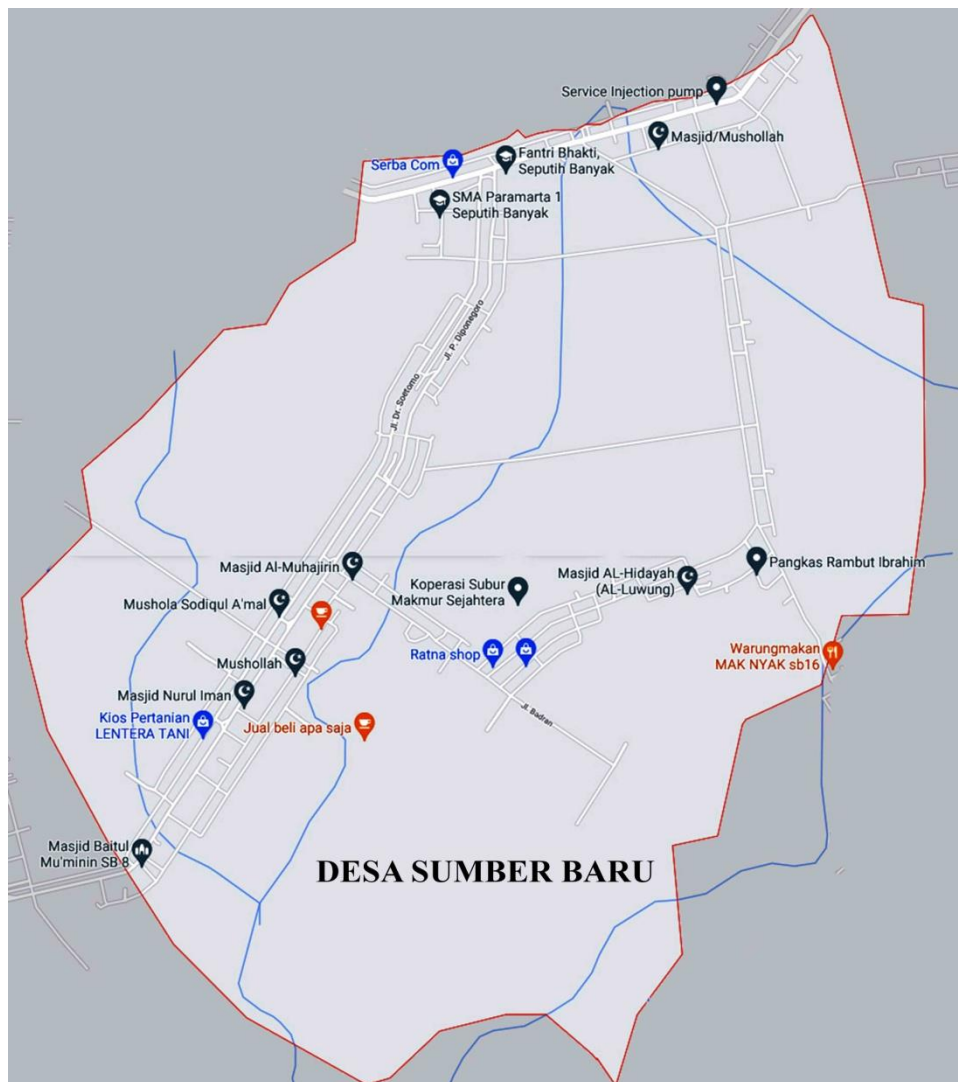 Service Injection pump
Masjid/Mushollah
Serba Com
Fantri Bhakti,
Seputih Banyak
SMA Paramarta 1
Seputih Banyak
Jl. P. Diponegoro
Jl. Dr. Soetomo
Masjid Al-Muhajirin
Koperasi Subur
Makmur Sejahtera
Masjid AL-Hidayah
(AL-Luwung)
Pangkas Rambut Ibrahim
Mushola Sodiqul A'mal
Mushollah
Ratna shop
Warungmakan
MAK NYAK sb16
Masjid Nurul Iman
Kios Pertanian
LENTERA TANI
Jual beli apa saja
Jl. Badran
Masjid Baitul
Mu'minin SB 8
DESA SUMBER BARU